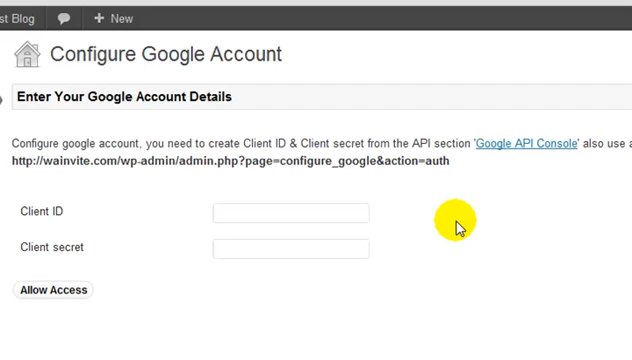 st Blog + New
Configure Google Account
Enter Your Google Account Details
Configure google account, you need to create Client ID & Client secret from the API section 'Google API Console' also use a
http://wainvite.com/wp-admin/admin.php?page=configure_google&action=auth
Client ID
Client secret
Allow Access